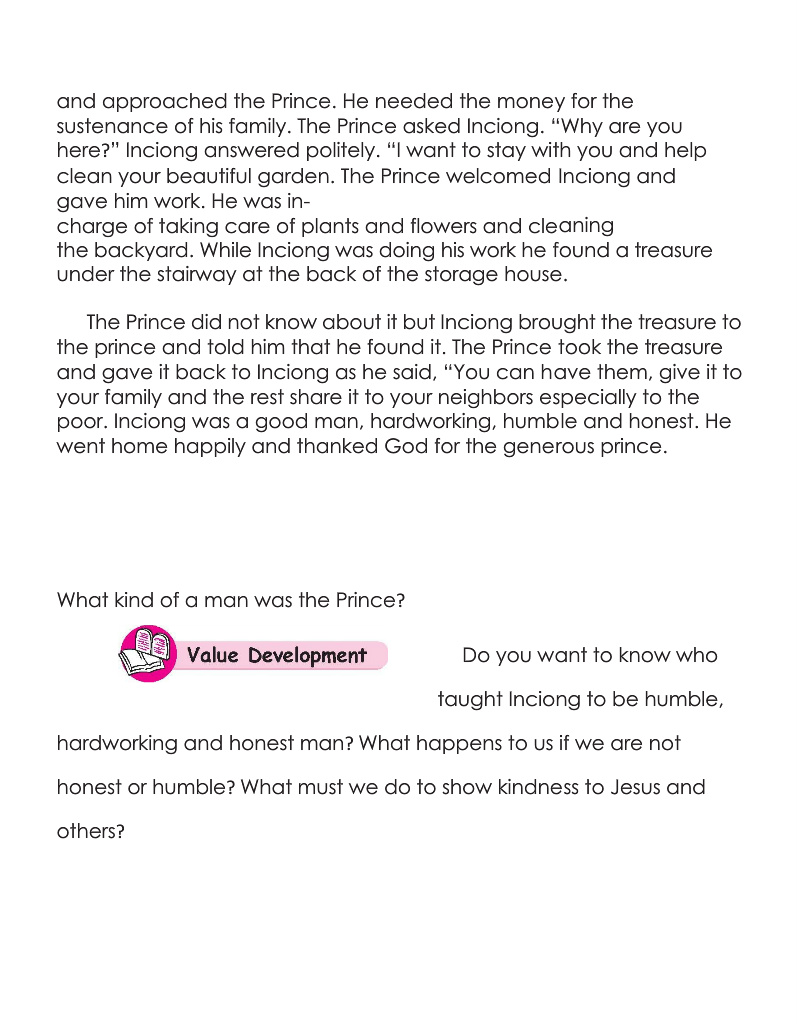 and approached the Prince. He needed the money for the
sustenance of his family. The Prince asked Inciong. “Why are you
here?” Inciong answered politely. “I want to stay with you and help
clean your beautiful garden. The Prince welcomed Inciong and
gave him work. He was in-
charge of taking care of plants and flowers and cleaning
the backyard. While Inciong was doing his work he found a treasure
under the stairway at the back of the storage house.
The Prince did not know about it but Inciong brought the treasure to
the prince and told him that he found it. The Prince took the treasure
and gave it back to Inciong as he said, “You can have them, give it to
your family and the rest share it to your neighbors especially to the
poor. Inciong was a good man, hardworking, humble and honest. He
went home happily and thanked God for the generous prince.
What kind of a man was the Prince?
Value Development
Do you want to know who
taught Inciong to be humble,
hardworking and honest man? What happens to us if we are not
honest or humble? What must we do to show kindness to Jesus and
others?